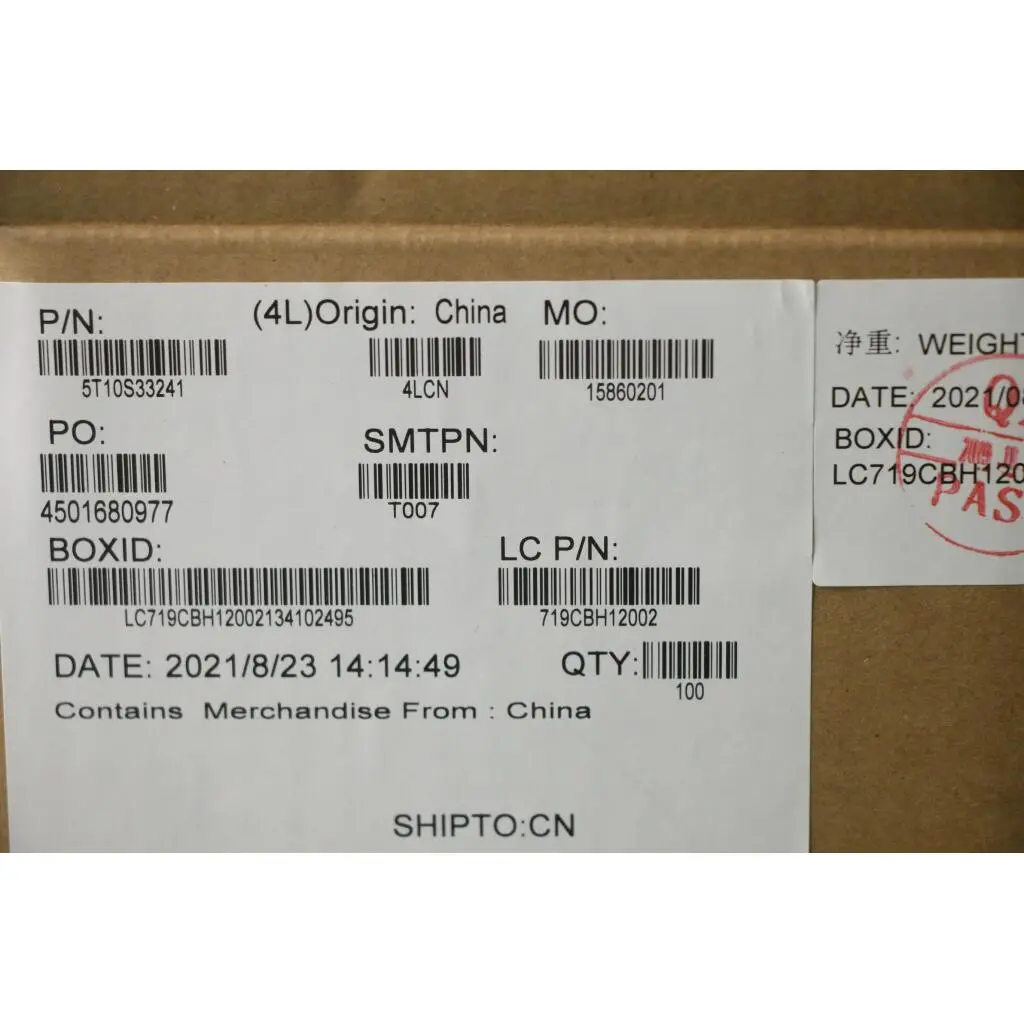 P/N:
(4L)Origin: China
MO:
5T10S33241
4LCN
15860201
PO:
SMTPN:
4501680977
T007
BOXID:
LC P/N:
LC719CBH12002134102495
719CBH12002
DATE: 2021/8/23 14:14:49
QTY:
100
Contains Merchandise From : China
SHIPTO:CN
净重: WEIGHT
DATE: 2021/08
BOXID:
LC719CBH120
PAS